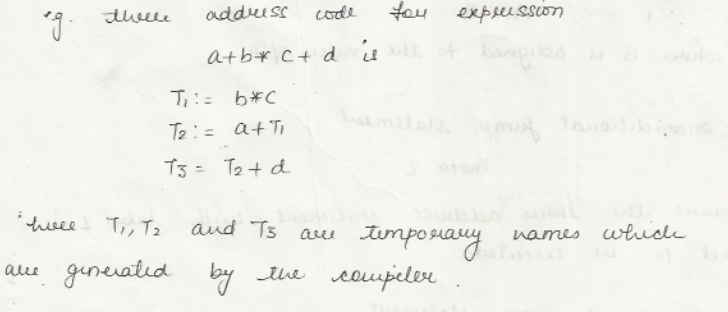 eg. three address code for expression
a+b*c+d is
T1:= b*c
T2:= a+T1
T3= T2+d
here T1, T2 and T3 are temporary names which
are generated by the compiler.